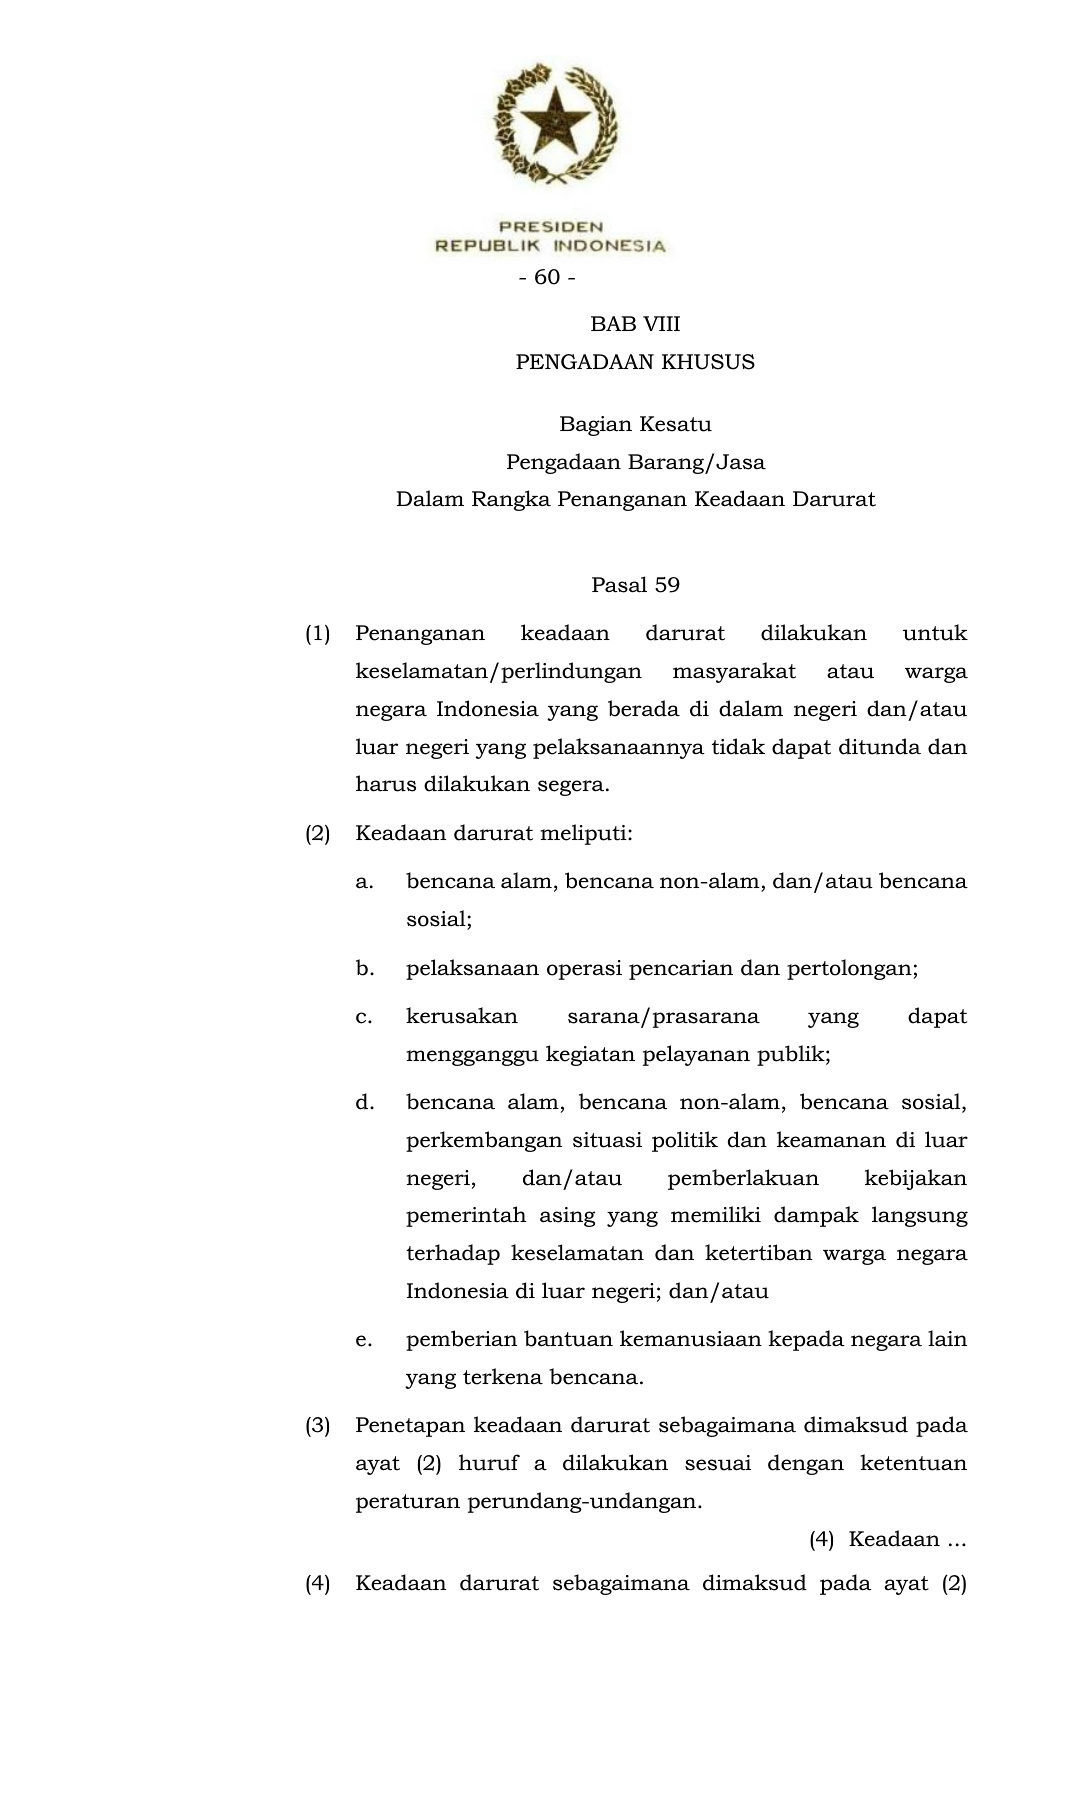 PRESIDEN
REPUBLIK INDONESIA
- 60 -
BAB VIII
PENGADAAN KHUSUS
Bagian Kesatu
Pengadaan Barang/Jasa
Dalam Rangka Penanganan Keadaan Darurat
Pasal 59
(1) Penanganan keadaan darurat dilakukan untuk
keselamatan/perlindungan masyarakat atau warga
negara Indonesia yang berada di dalam negeri dan/atau
luar negeri yang pelaksanaannya tidak dapat ditunda dan
harus dilakukan segera.
(2) Keadaan darurat meliputi:
a. bencana alam, bencana non-alam, dan/atau bencana
sosial;
b. pelaksanaan operasi pencarian dan pertolongan;
c. kerusakan sarana/prasarana yang dapat
mengganggu kegiatan pelayanan publik;
d. bencana alam, bencana non-alam, bencana sosial,
perkembangan situasi politik dan keamanan di luar
negeri, dan/atau pemberlakuan kebijakan
pemerintah asing yang memiliki dampak langsung
terhadap keselamatan dan ketertiban warga negara
Indonesia di luar negeri; dan/atau
e. pemberian bantuan kemanusiaan kepada negara lain
yang terkena bencana.
(3) Penetapan keadaan darurat sebagaimana dimaksud pada
ayat (2) huruf a dilakukan sesuai dengan ketentuan
peraturan perundang-undangan.
(4) Keadaan ...
(4) Keadaan darurat sebagaimana dimaksud pada ayat (2)